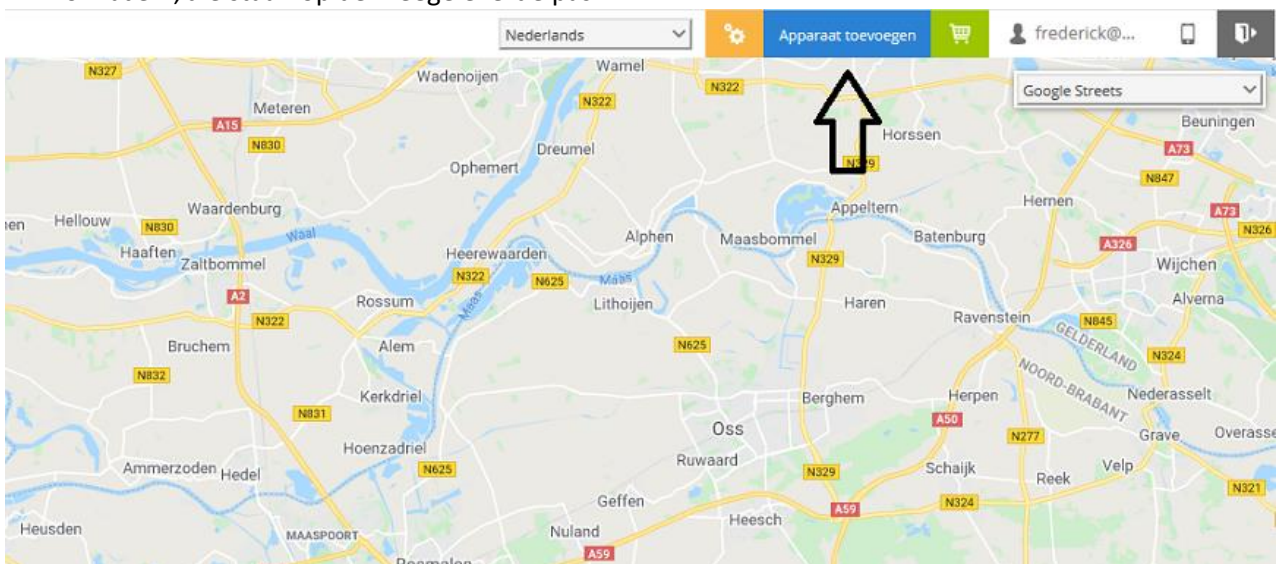 Nederlands Apparaat toevoegen frederick@...
Google Streets
N327
Wadenoijen
Wamel
N322
N322
Meteren
Beuningen
A15
N830
Dreumel
Horssen
A73
Ophemert
N329
N847
Waardenburg
Appeltern
Hernen
A73
Hellouw
N830
Waal
Alphen
Maasbommel
Batenburg
A326
N326
Haaften
Zaltbommel
Heerewaarden
N329
Wijchen
N322
N625
Maas
A2
Rossum
Maas
Lithoijen
Haren
Alverna
N322
Ravenstein
N845
GELDERLAND
Bruchem
Alem
N625
N324
N832
NOORD-BRABANT
Kerkdriel
Berghem
Herpen
Nederasselt
N831
Oss
A50
N277
Grave
Hoenzadriel
Ammerzoden
Hedel
N625
Ruwaard
N329
Schaijk
Reek
Velp
N321
Geffen
A59
N324
Heusden
MAASPOORT
Nuland
Heesch
A59